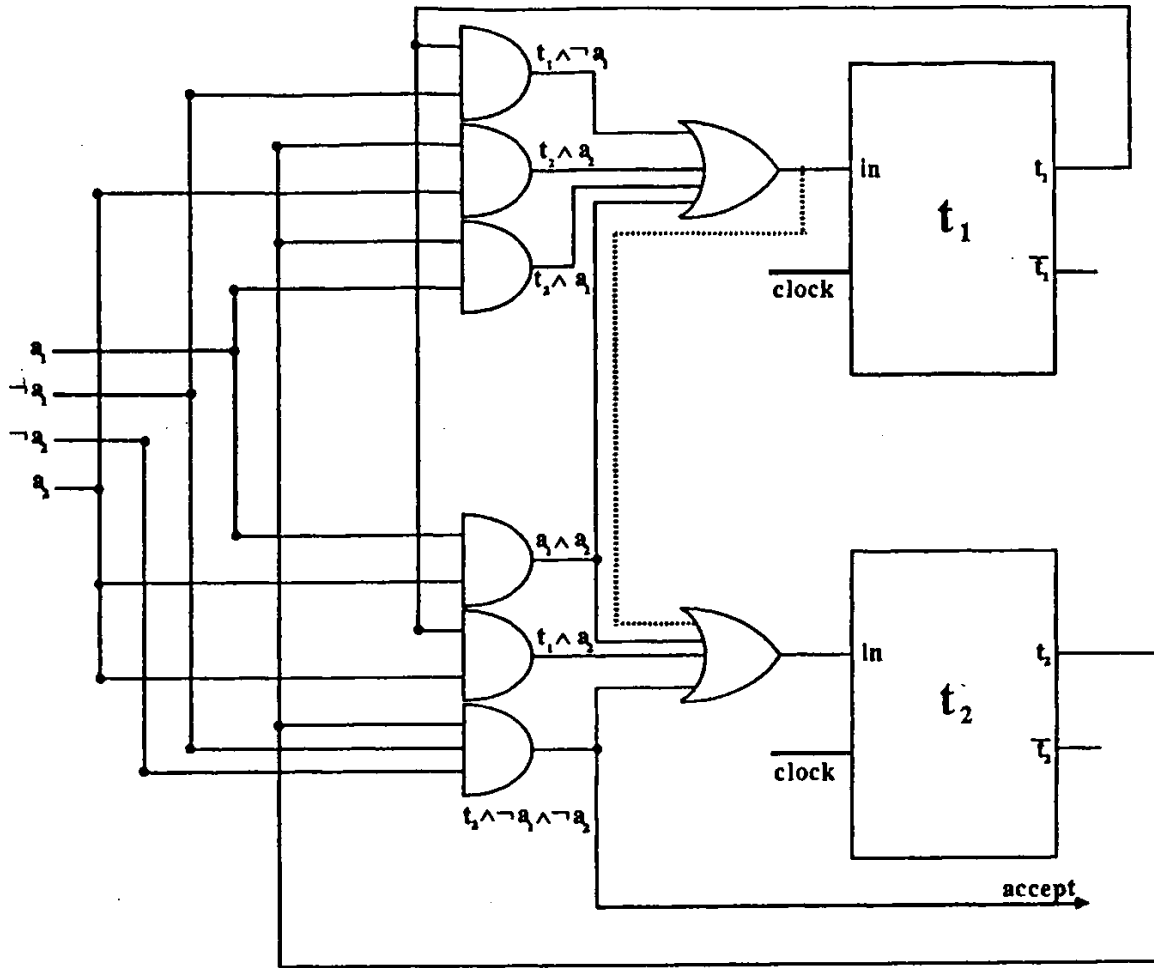 t₁ ∧ ¬ a₁
t₂ ∧ a₂
t₂ ∧ a₁
in
t₁
t₁
t̅₁
clock
a₁
¬ a₁
¬ a₂
a₂
a₁ ∧ a₂
t₁ ∧ a₂
t₂ ∧ ¬ a₁ ∧ ¬ a₂
in
t₂
t₂
t̅₂
clock
accept